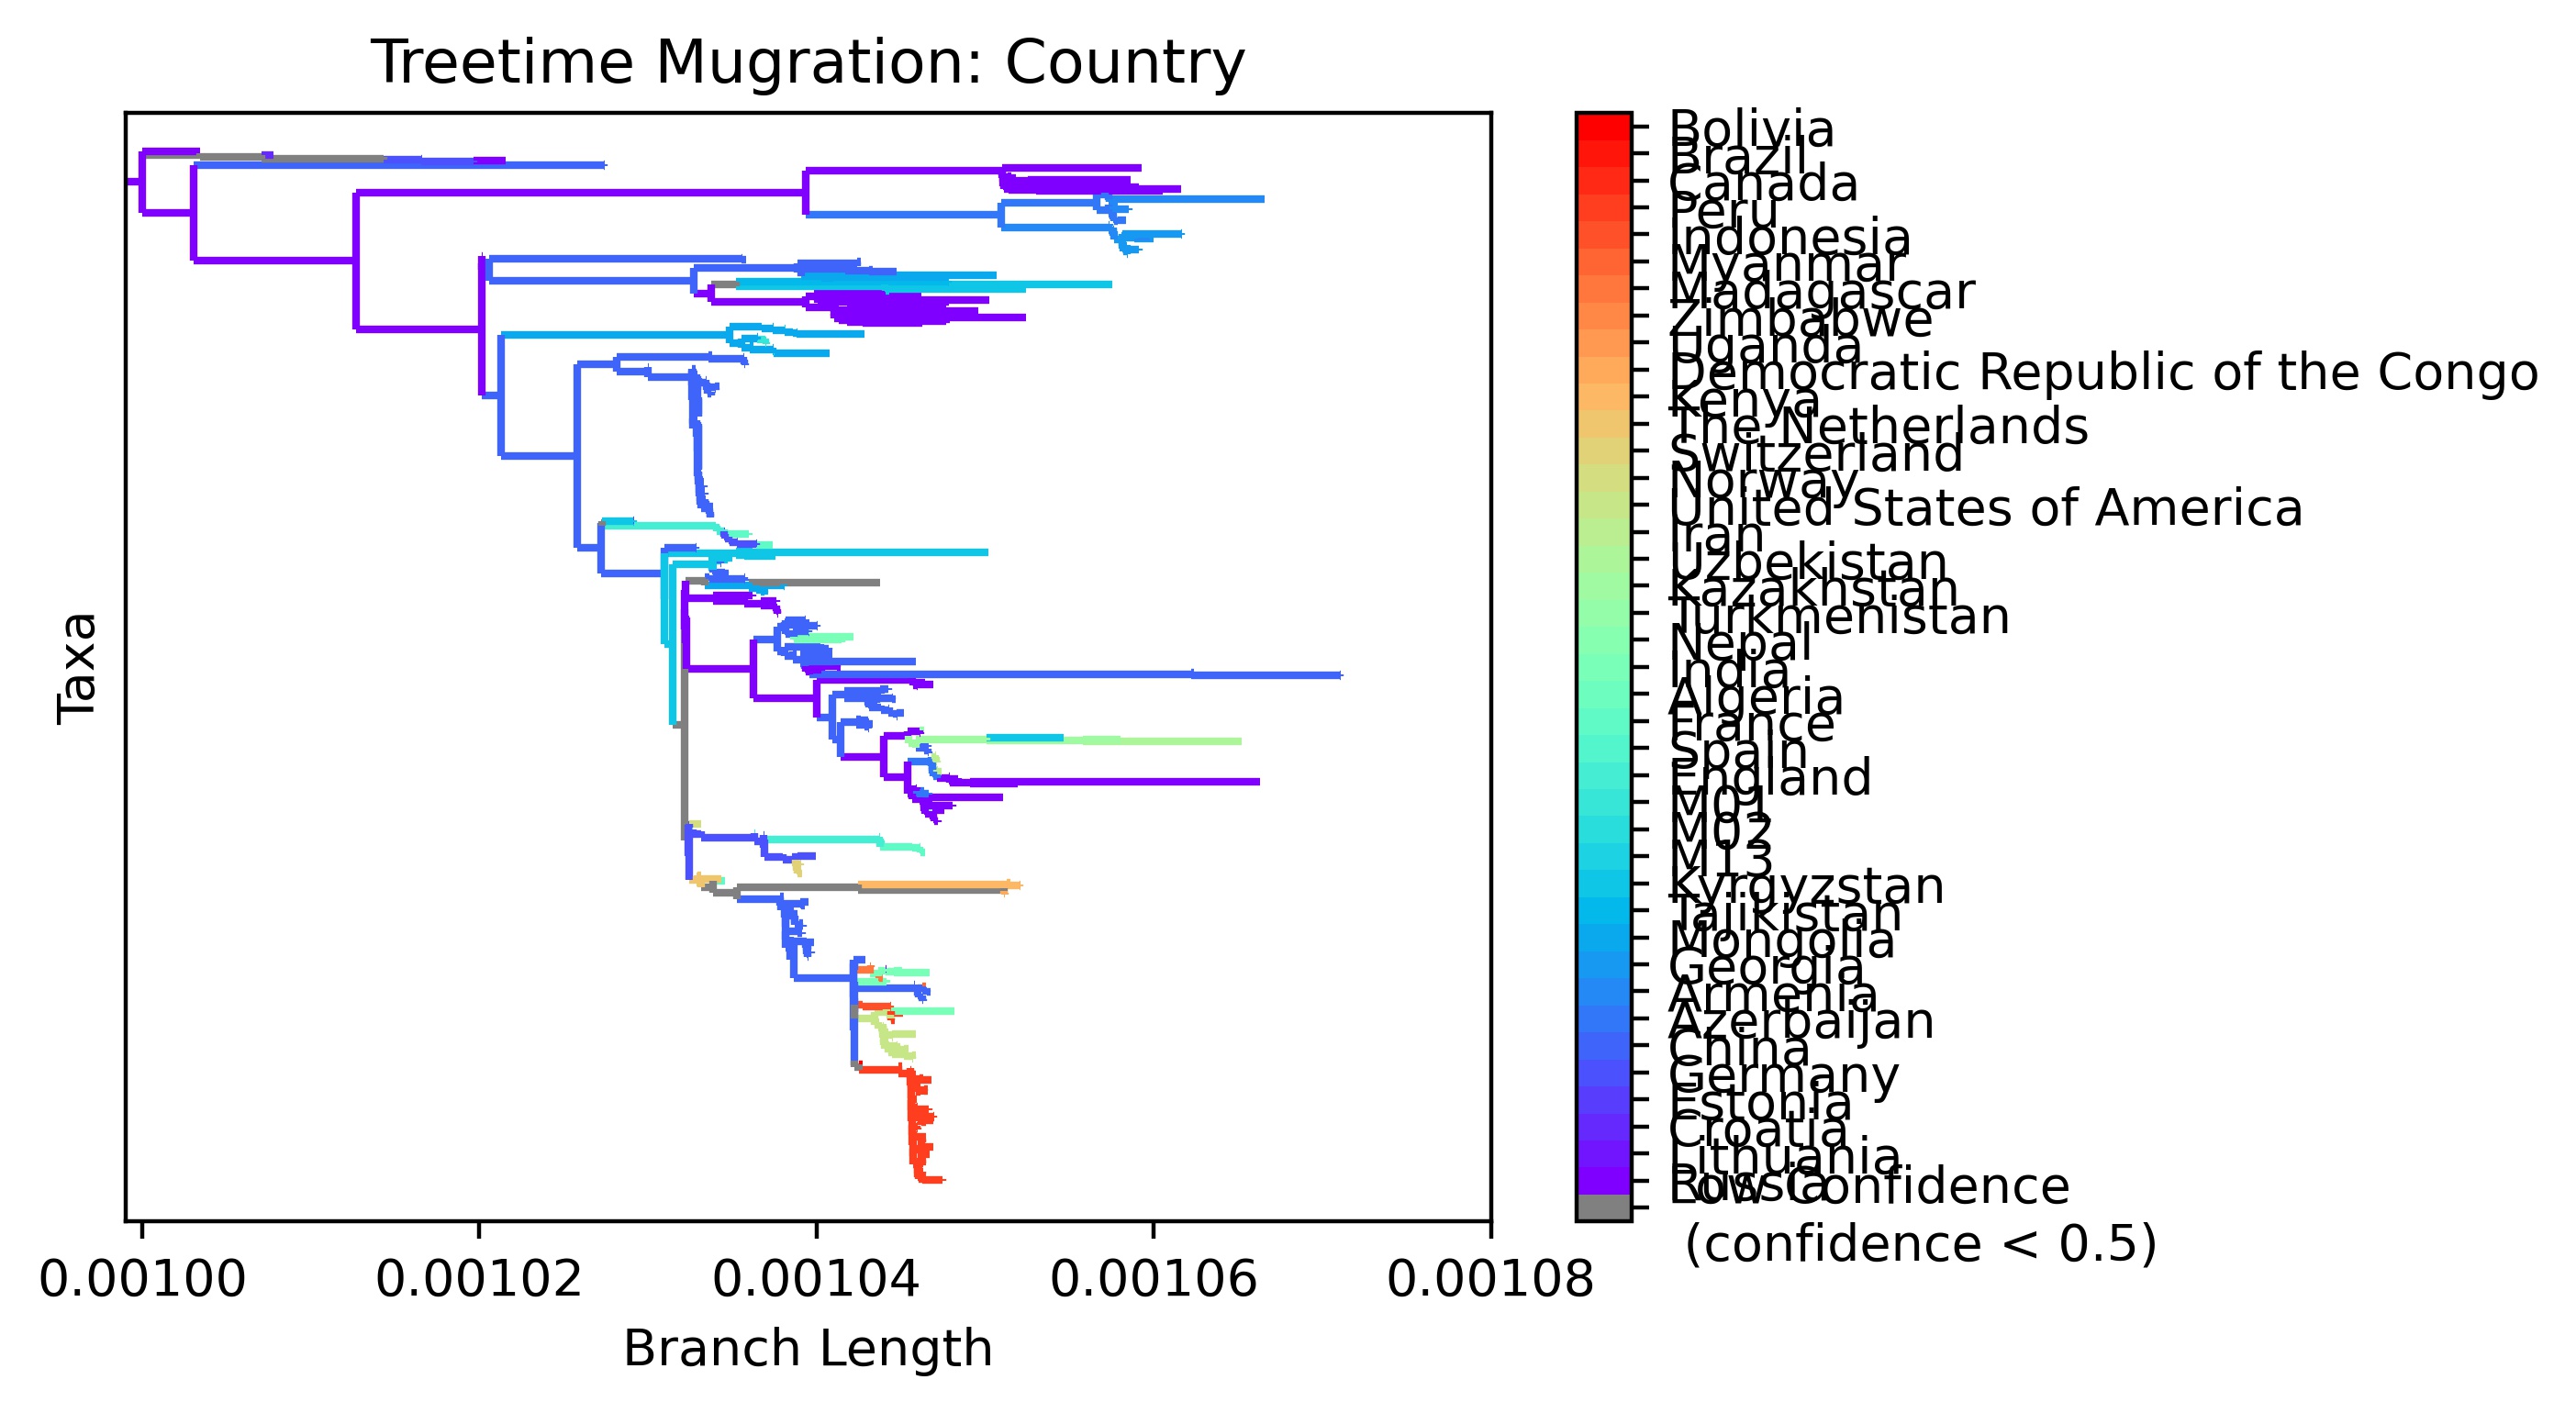 Treetime Mugration: Country
Taxa
0.00100 0.00102 0.00104 0.00106 0.00108
Branch Length
Bolivia
Brazil
Canada
Peru
Indonesia
Myanmar
Madagascar
Zimbabwe
Uganda
Democratic Republic of the Congo
Kenya
The Netherlands
Switzerland
Norway
United States of America
Iran
Uzbekistan
Kazakhstan
Turkmenistan
Nepal
India
Algeria
France
Spain
England
M01
M02
M13
Kyrgyzstan
Tajikistan
Mongolia
Georgia
Armenia
Azerbaijan
China
Germany
Estonia
Croatia
Lithuania
Russia
Low Confidence
(confidence < 0.5)